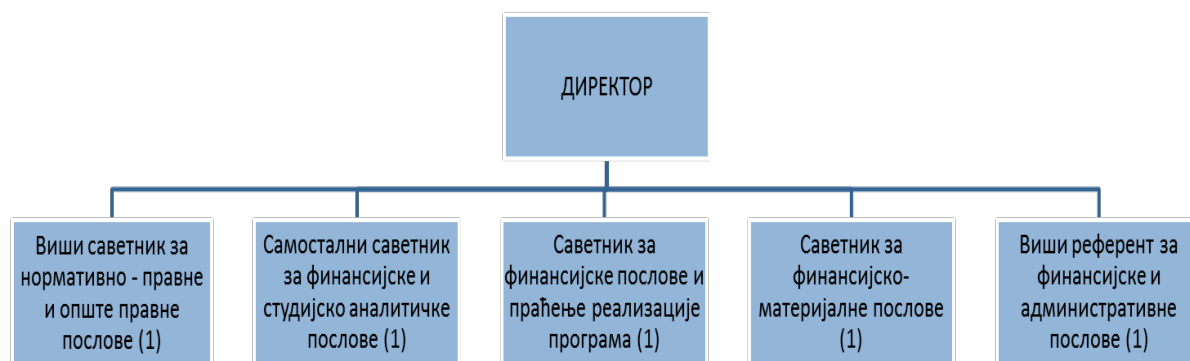 ДИРЕКТОР
Виши саветник за
нормативно - правне
и опште правне
послове (1)
Самостални саветник
за финансијске и
студијско аналитичке
послове (1)
Саветник за
финансијске послове и
праћење реализације
програма (1)
Саветник за
финансијско-
материјалне послове
(1)
Виши референт за
финансијске и
административне
послове (1)